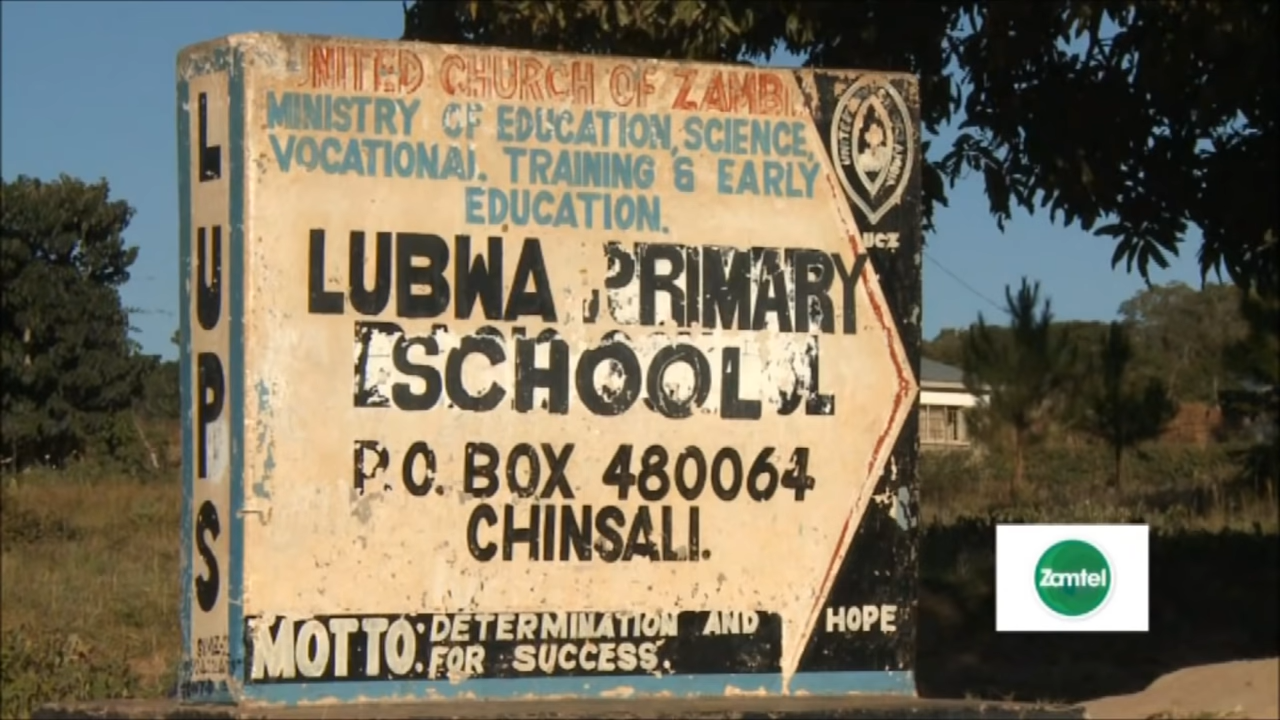 UNITED CHURCH OF ZAMBI
MINISTRY OF EDUCATION, SCIENCE,
VOCATIONAL TRAINING & EARLY
EDUCATION.
LUBWA PRIMARY
SCHOOL
P.O. BOX 480064
CHINSALI.
MOTTO: DETERMINATION AND HOPE
FOR SUCCESS.
LUPS
UCZ
Zamtel